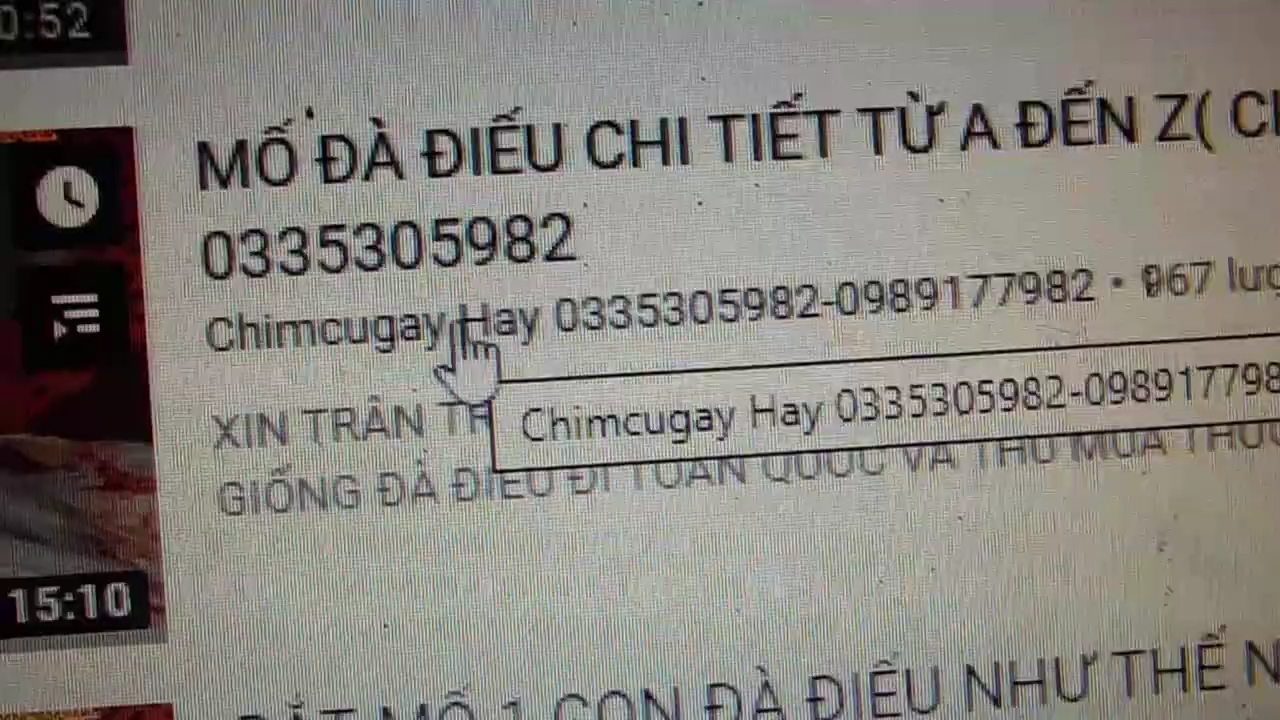 0:52
MỔ ĐÀ ĐIỂU CHI TIẾT TỪ A ĐẾN Z(
0335305982
Chimcugay Hay 0335305982-0989177982 • 967
Chimcugay Hay 0335305982-098917798
XIN TRÂN
GIỐNG ĐÀ ĐIỂU ĐI TOÀN QUỐC VÀ THU MUA
15:10
MỔ 1 CON ĐÀ ĐIỂU NHƯ THẾ